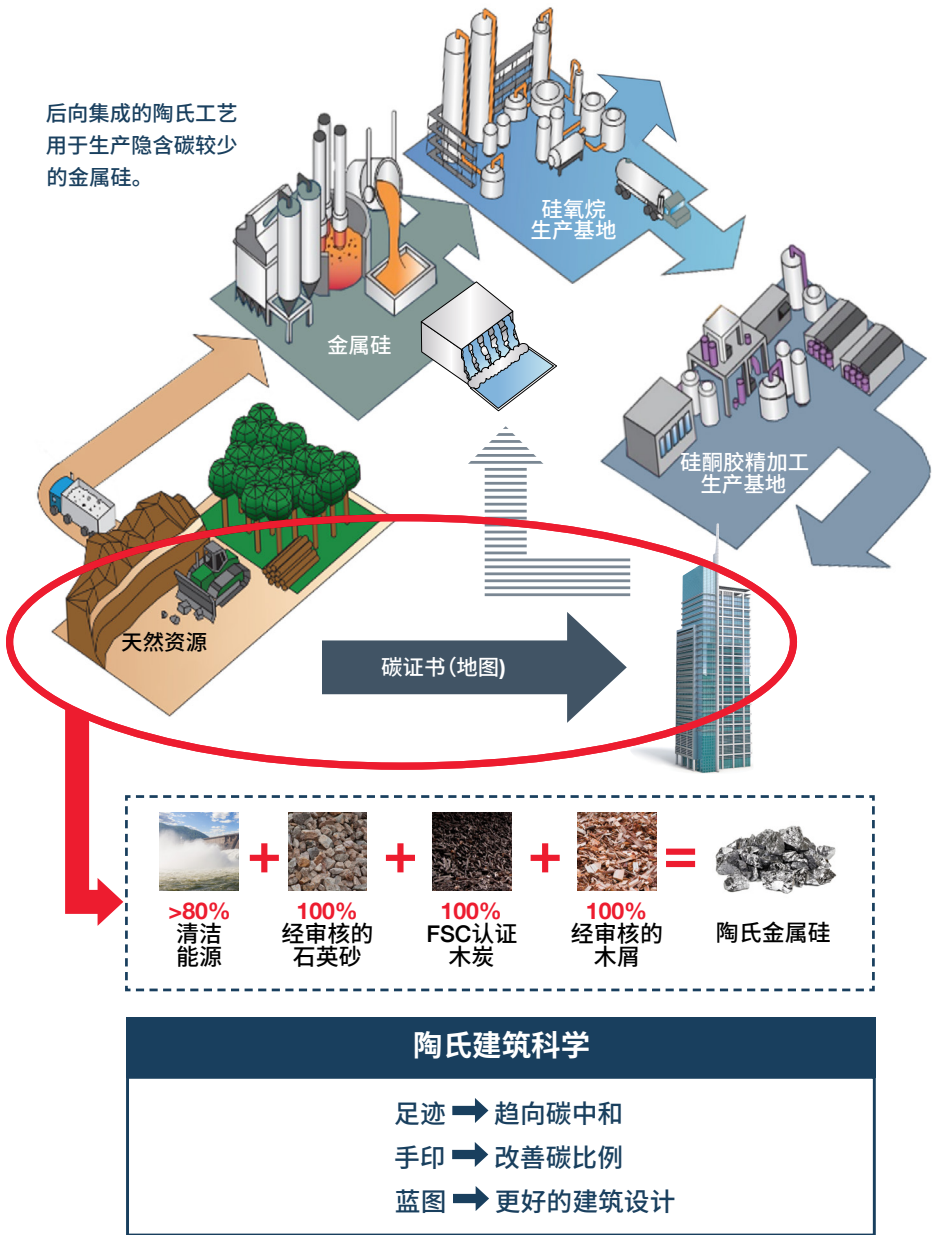 后向集成的陶氏工艺
用于生产隐含碳较少
的金属硅。
硅氧烷
生产基地
金属硅
硅酮胶精加工
生产基地
天然资源
碳证书（地图)
>80%
清洁
能源
+
100%
经审核的
石英砂
+
100%
FSC认证
木炭
+
100%
经审核的
木屑
=
陶氏金属硅
陶氏建筑科学
足迹 ➡ 趋向碳中和
手印 ➡ 改善碳比例
蓝图 ➡ 更好的建筑设计